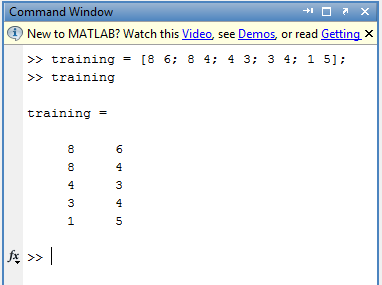 Command Window
New to MATLAB? Watch this Video, see Demos, or read Getting
>> training = [8 6; 8 4; 4 3; 3 4; 1 5];
>> training
training =
8 6
8 4
4 3
3 4
1 5
fx >>